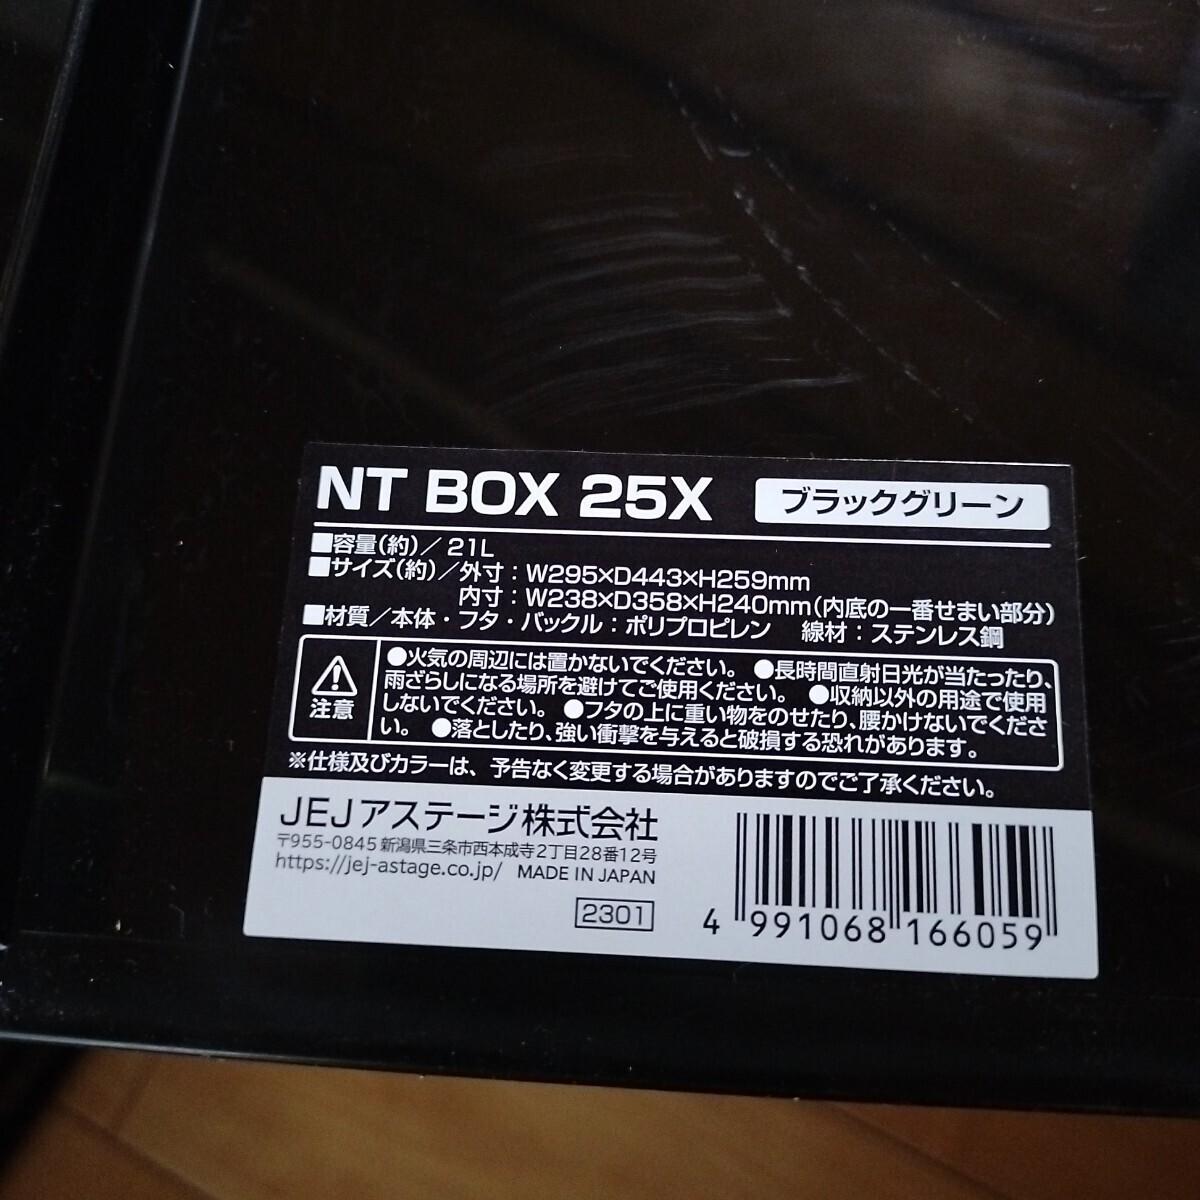 NT BOX 25X ブラックグリーン
■容量(約)／21L
■サイズ(約)／外寸：W295×D443×H259mm
内寸：W238×D358×H240mm(内底の一番せまい部分)
■材質／本体・フタ・バックル：ポリプロピレン 線材：ステンレス鋼
注意
●火気の周辺には置かないでください。 ●長時間直射日光が当たったり、
雨ざらしになる場所を避けてご使用ください。 ●収納以外の用途で使用
しないでください。 ●フタの上に重い物をのせたり、腰かけないでくださ
い。 ●落としたり、強い衝撃を与えると破損する恐れがあります。
※仕様及びカラーは、予告なく変更する場合がありますのでご了承ください。
JEJアステージ株式会社
〒955-0845 新潟県三条市西本成寺2丁目28番12号
https://jej-astage.co.jp/ MADE IN JAPAN
2301
4 991068 166059